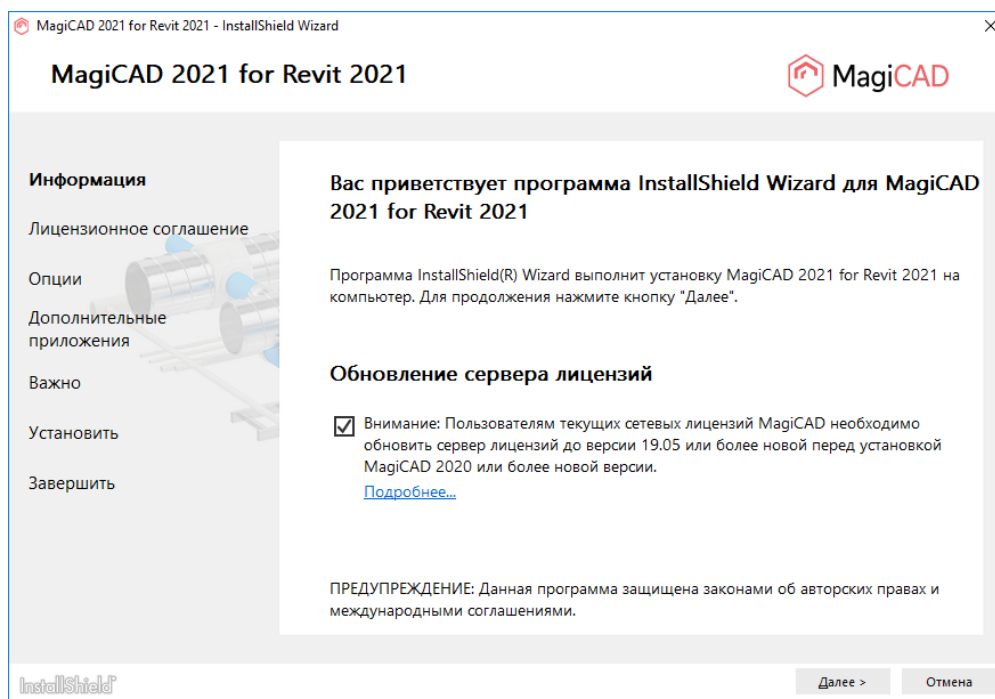 MagiCAD 2021 for Revit 2021 - InstallShield Wizard
MagiCAD 2021 for Revit 2021
MagiCAD
Информация
Лицензионное соглашение
Опции
Дополнительные
приложения
Важно
Установить
Завершить
Вас приветствует программа InstallShield Wizard для MagiCAD
2021 for Revit 2021
Программа InstallShield(R) Wizard выполнит установку MagiCAD 2021 for Revit 2021 на
компьютер. Для продолжения нажмите кнопку "Далее".
Обновление сервера лицензий
Внимание: Пользователям текущих сетевых лицензий MagiCAD необходимо
обновить сервер лицензий до версии 19.05 или более новой перед установкой
MagiCAD 2020 или более новой версии.
Подробнее...
ПРЕДУПРЕЖДЕНИЕ: Данная программа защищена законами об авторских правах и
международными соглашениями.
InstallShield
Далее >
Отмена